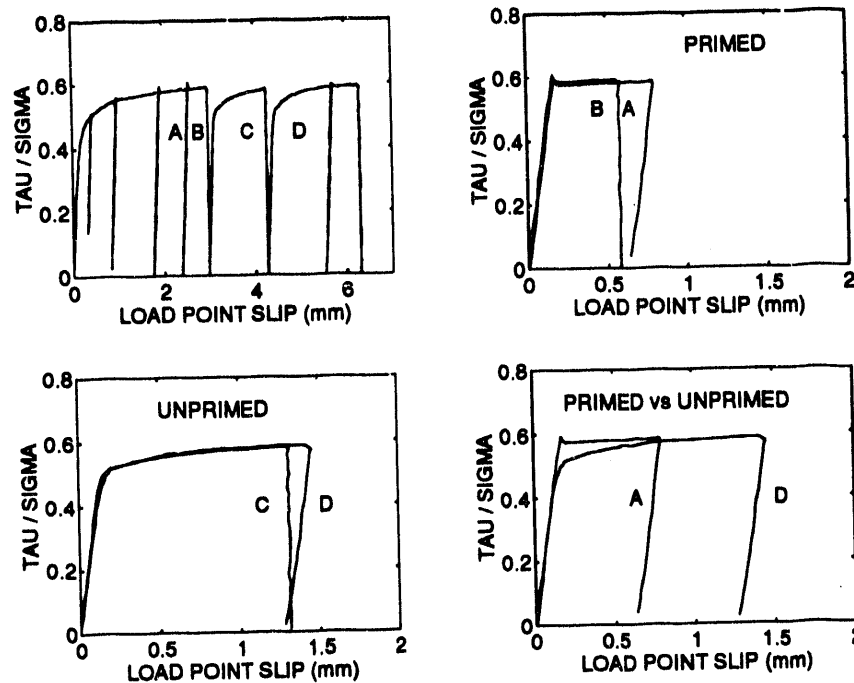 0.8
0.6
0.4
0.2
0
TAU / SIGMA
A B C D
0 2 4 6
LOAD POINT SLIP (mm)
0.8
0.6
0.4
0.2
0
TAU / SIGMA
PRIMED
B A
0 0.5 1 1.5 2
LOAD POINT SLIP (mm)
0.8
0.6
0.4
0.2
0
TAU / SIGMA
UNPRIMED
C D
0 0.5 1 1.5 2
LOAD POINT SLIP (mm)
0.8
0.6
0.4
0.2
0
TAU / SIGMA
PRIMED vs UNPRIMED
A D
0 0.5 1 1.5 2
LOAD POINT SLIP (mm)